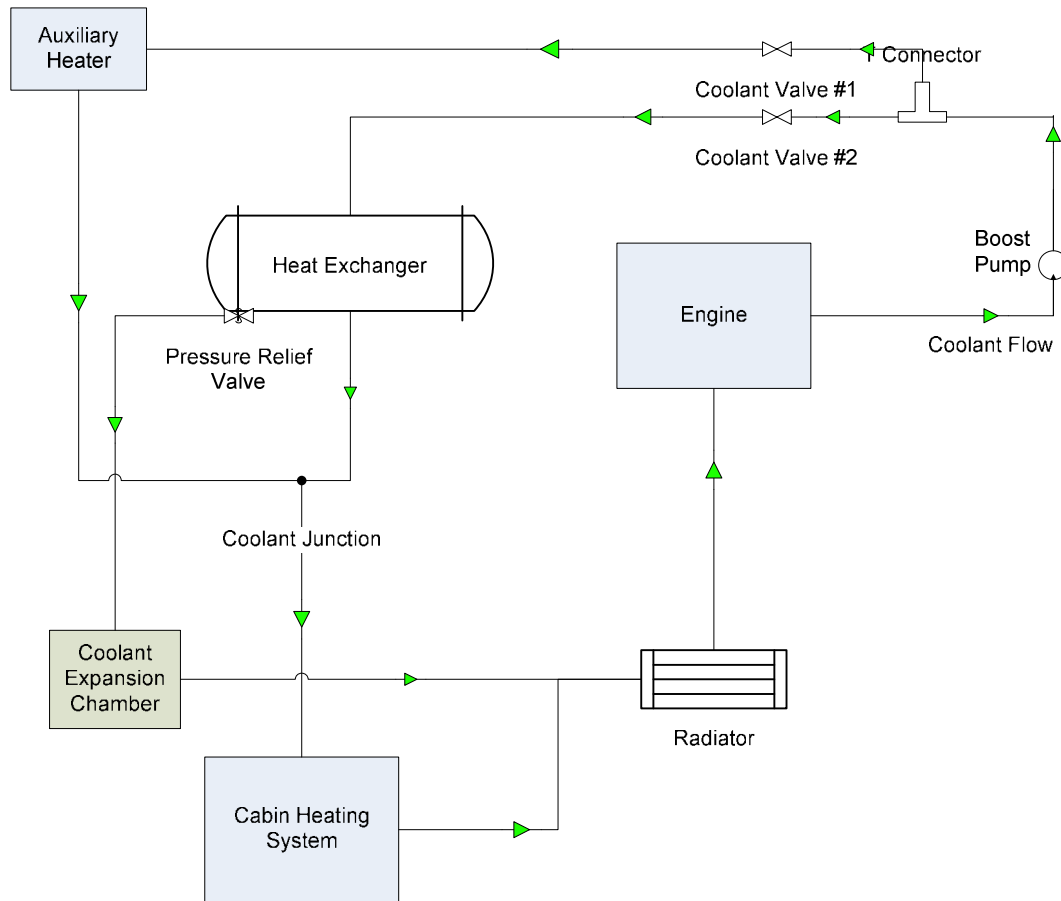 Auxiliary
Heater
Connector
Coolant Valve #1
Coolant Valve #2
Heat Exchanger
Boost
Pump
Engine
Coolant Flow
Pressure Relief
Valve
Coolant Junction
Coolant
Expansion
Chamber
Radiator
Cabin Heating
System